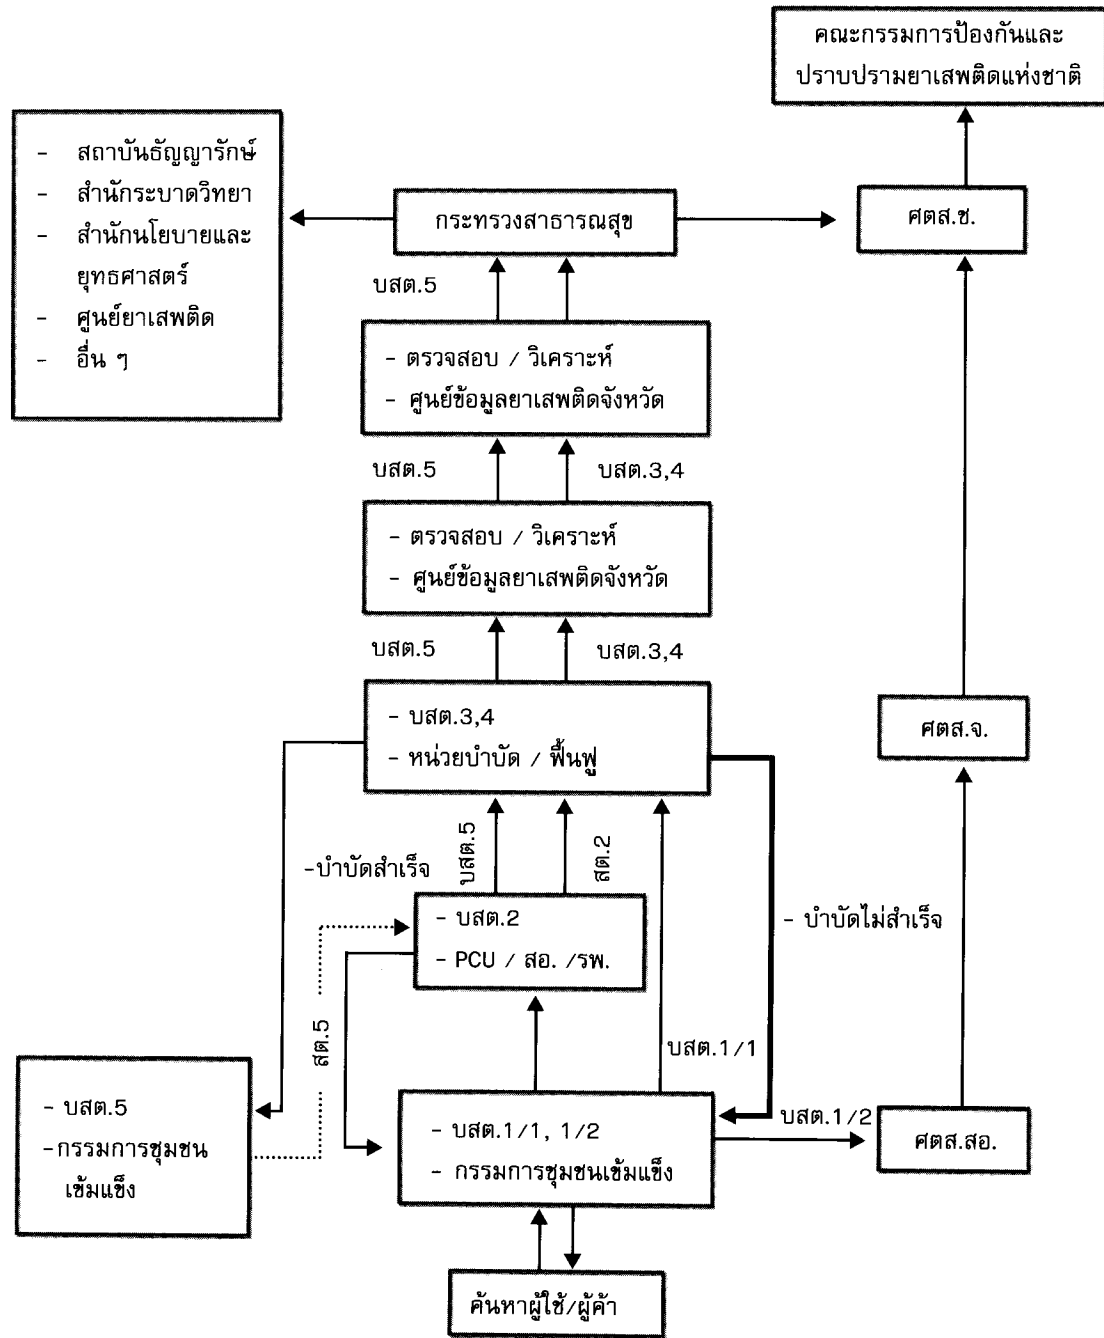 คณะกรรมการป้องกันและ
ปราบปรามยาเสพติดแห่งชาติ
- สถาบันธัญญารักษ์
- สำนักระบาดวิทยา
- สำนักนโยบายและ
ยุทธศาสตร์
- ศูนย์ยาเสพติด
- อื่น ๆ
กระทรวงสาธารณสุข
ศตส.ช.
บสต.5
- ตรวจสอบ / วิเคราะห์
- ศูนย์ข้อมูลยาเสพติดจังหวัด
บสต.5
บสต.3,4
- ตรวจสอบ / วิเคราะห์
- ศูนย์ข้อมูลยาเสพติดจังหวัด
บสต.5
บสต.3,4
- บสต.3,4
- หน่วยบำบัด / ฟื้นฟู
ศตส.จ.
-บำบัดสำเร็จ
บสต.5
สต.2
- บสต.2
- PCU / สอ. /รพ.
- บำบัดไม่สำเร็จ
สต.5
บสต.1/1
- บสต.5
-กรรมการชุมชน
เข้มแข็ง
- บสต.1/1, 1/2
- กรรมการชุมชนเข้มแข็ง
บสต.1/2
ศตส.สอ.
ค้นหาผู้ใช้/ผู้ค้า